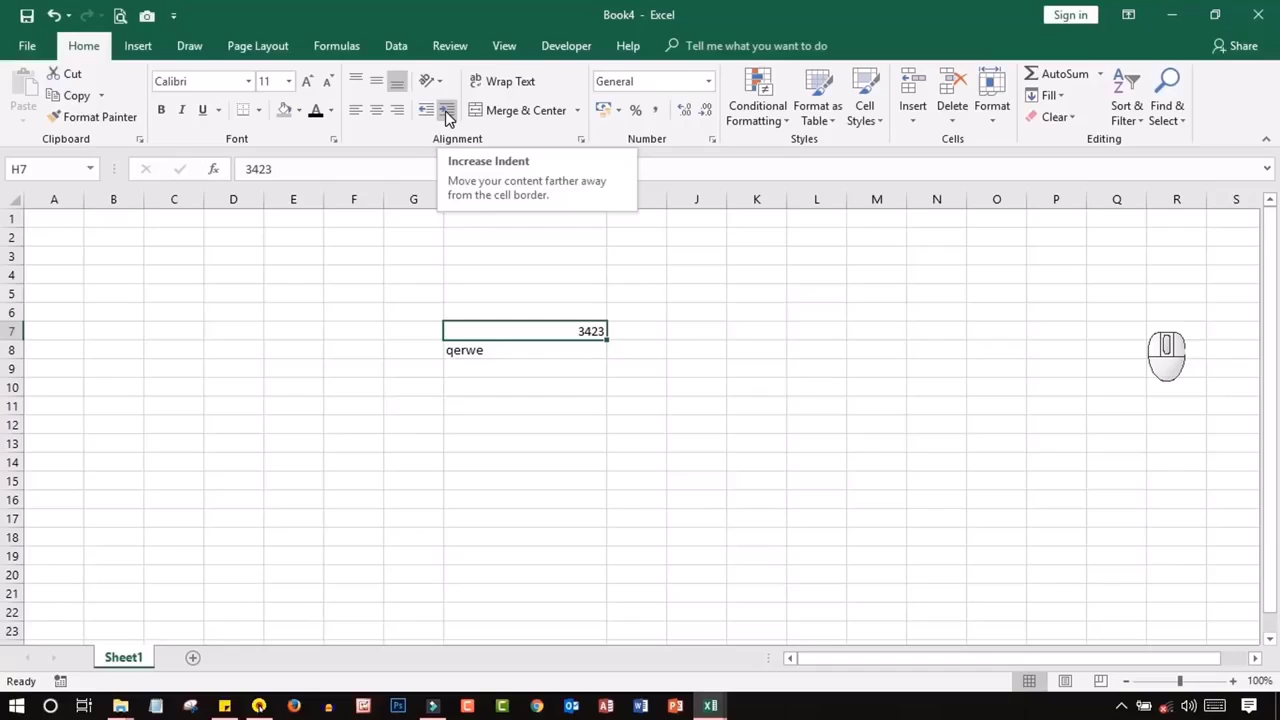 Book4 - Excel
Sign in
File Home Insert Draw Page Layout Formulas Data Review View Developer Help Tell me what you want to do Share
Paste
Cut
Copy
Format Painter
Clipboard
Calibri 11
B I U A
Font
Wrap Text
Merge & Center
Alignment
General
%
Number
Conditional Formatting
Format as Table
Cell Styles
Styles
Insert
Delete
Format
Cells
AutoSum
Fill
Clear
Sort & Filter
Find & Select
Editing
H7 fx 3423
Increase Indent
Move your content farther away
from the cell border.
A B C D E F G J K L M N O P Q R S
1
2
3
4
5
6
7 3423
8 qerwe
9
10
11
12
13
14
15
16
17
18
19
20
21
22
23
Sheet1
Ready 100%